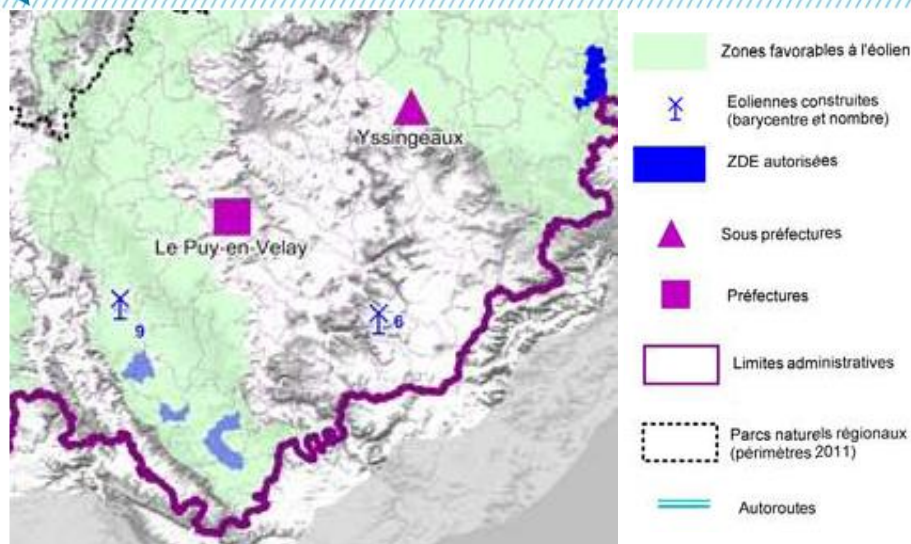 Yssingeaux
Le Puy-en-Velay
9
6
Zones favorables à l'éolien
Eoliennes construites
(barycentre et nombre)
ZDE autorisées
Sous préfectures
Préfectures
Limites administratives
Parcs naturels régionaux
(périmètres 2011)
Autoroutes